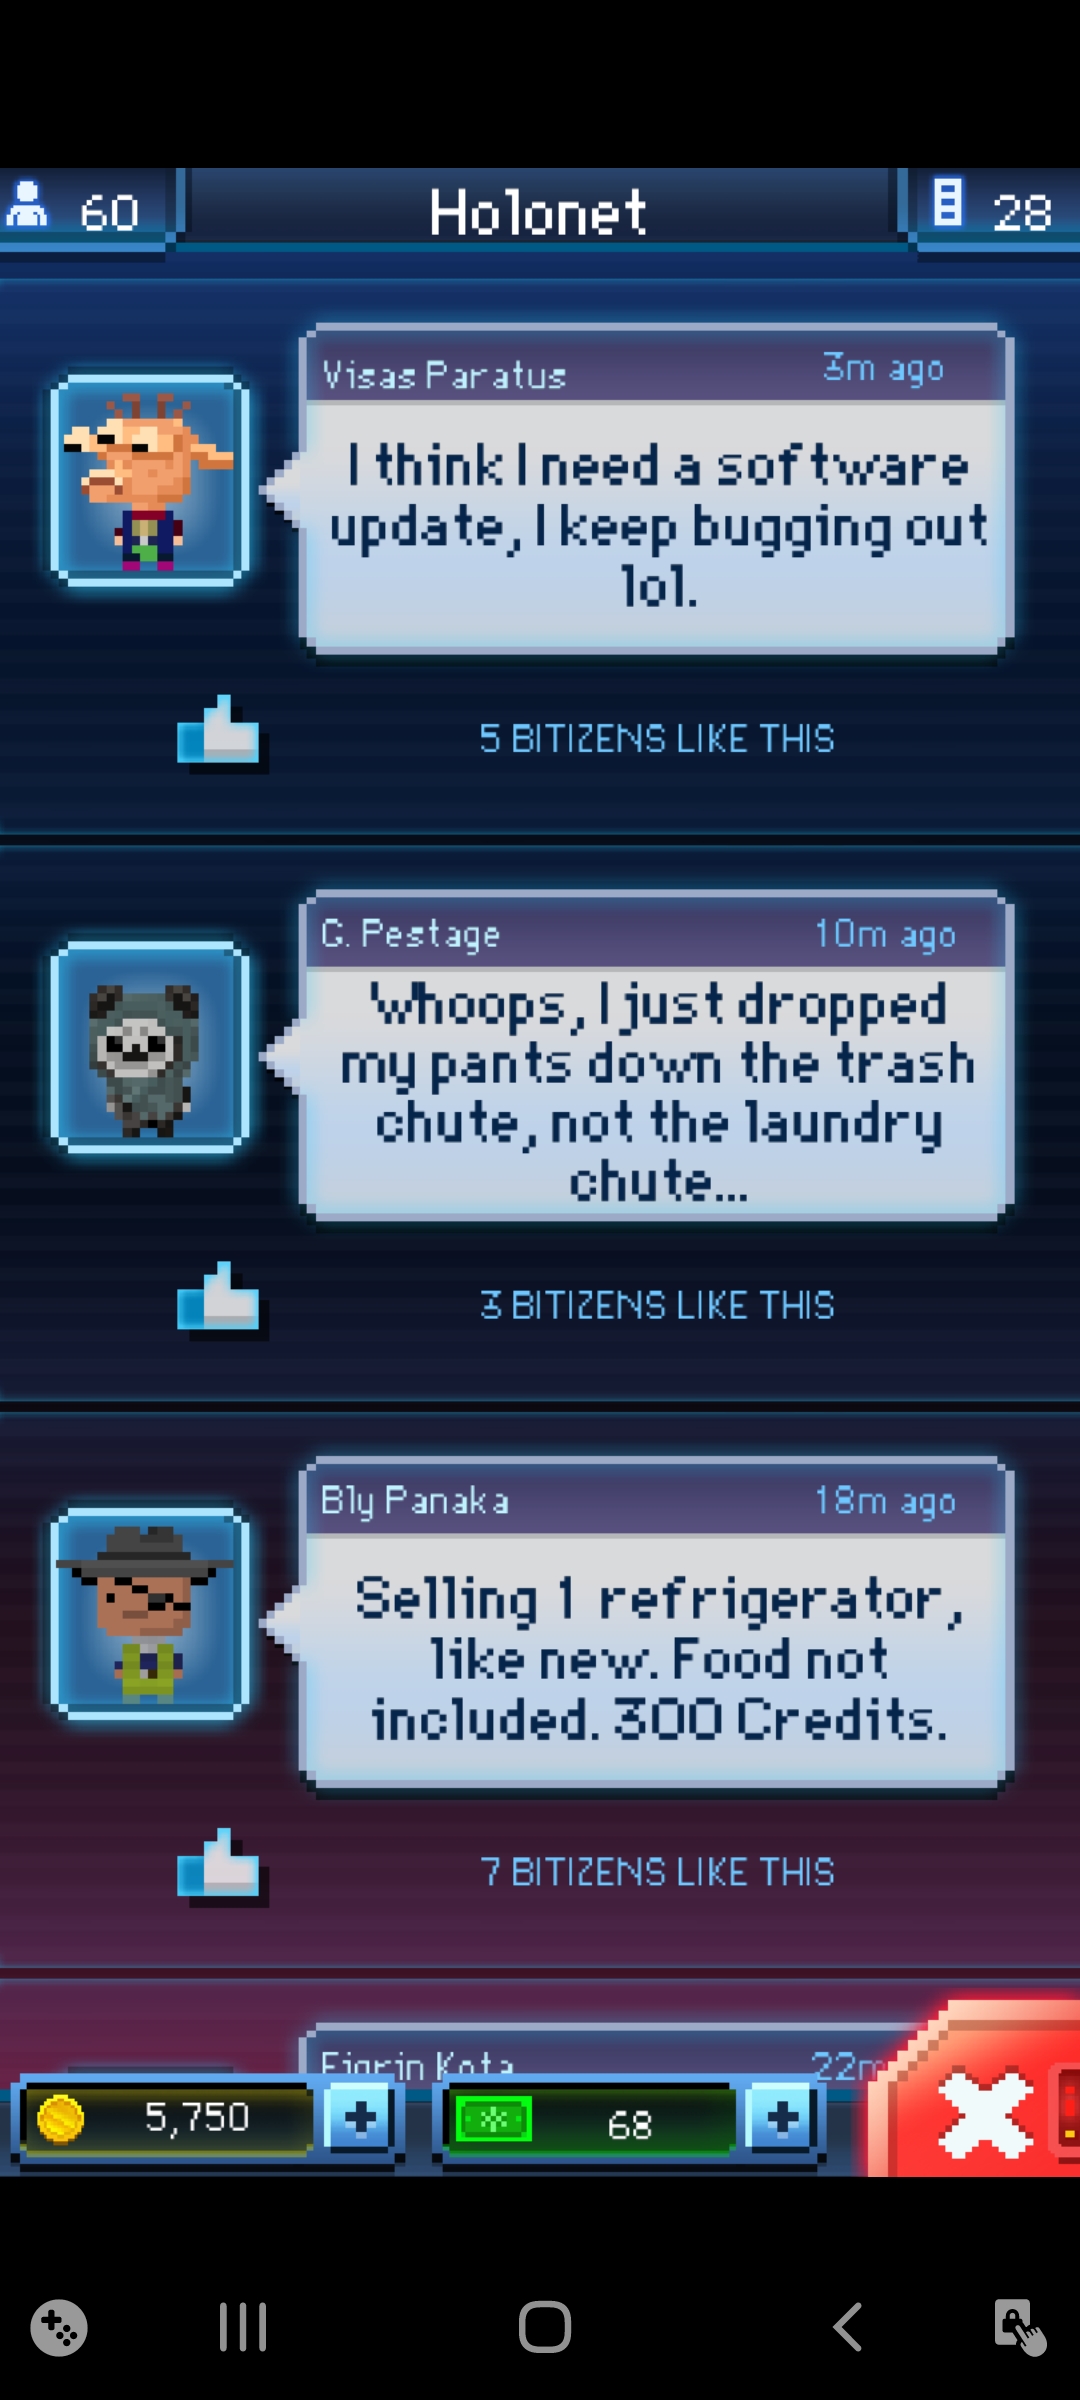 60 Holonet 28
Visas Paratus 3m ago
I think I need a software
update, I keep bugging out
lol.
5 BITIZENS LIKE THIS
G. Pestage 10m ago
Whoops, I just dropped
my pants down the trash
chute, not the laundry
chute...
3 BITIZENS LIKE THIS
Bly Panaka 18m ago
Selling 1 refrigerator,
like new. Food not
included. 300 Credits.
7 BITIZENS LIKE THIS
Figrin Kota 22m
5,750 68